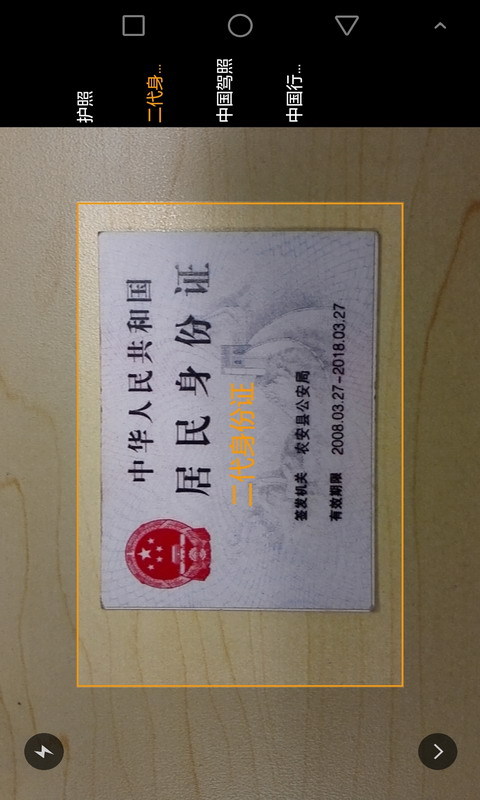 护照
二代身...
中国驾照
中国行...
中华人民共和国
居民身份证
二代身份证
签发机关 农安县公安局
有效期限 2008.03.27-2018.03.27